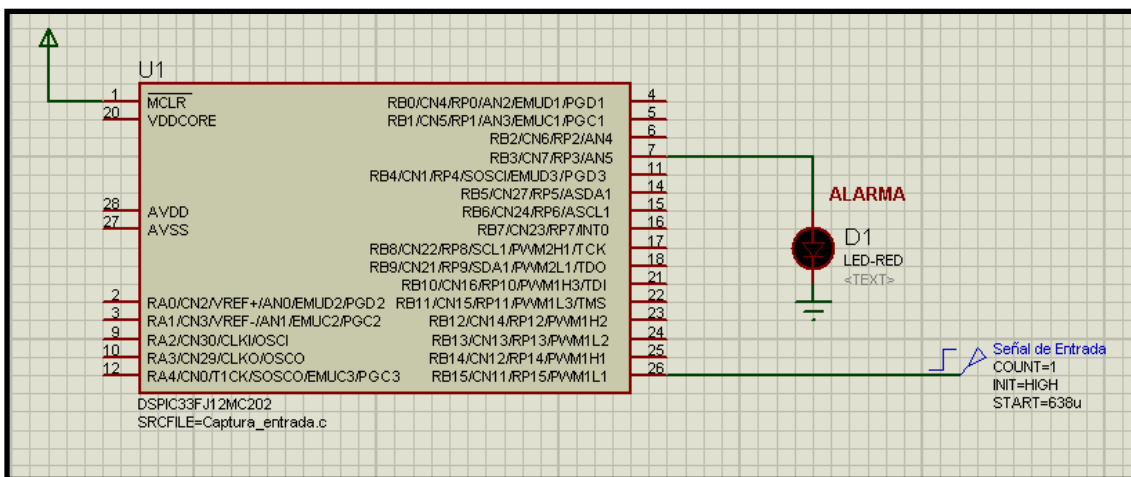 U1
1
MCLR
20
VDDCORE
28
AVDD
27
AVSS
2
RA0/CN2/VREF+/AN0/EMUD2/PGD2
3
RA1/CN3/VREF-/AN1/EMUC2/PGC2
9
RA2/CN30/CLKI/OSCI
10
RA3/CN29/CLKO/OSCO
12
RA4/CN0/T1CK/SOSCO/EMUC3/PGC3
RB0/CN4/RP0/AN2/EMUD1/PGD1
4
RB1/CN5/RP1/AN3/EMUC1/PGC1
5
RB2/CN6/RP2/AN4
6
RB3/CN7/RP3/AN5
7
RB4/CN1/RP4/SOSCI/EMUD3/PGD3
11
RB5/CN27/RP5/ASDA1
14
RB6/CN24/RP6/ASCL1
15
RB7/CN23/RP7/INT0
16
RB8/CN22/RP8/SCL1/PWM2H1/TCK
17
RB9/CN21/RP9/SDA1/PWM2L1/TDO
18
RB10/CN16/RP10/PWM1H3/TDI
21
RB11/CN15/RP11/PWM1L3/TMS
22
RB12/CN14/RP12/PWM1H2
23
RB13/CN13/RP13/PWM1L2
24
RB14/CN12/RP14/PWM1H1
25
RB15/CN11/RP15/PWM1L1
26
DSPIC33FJ12MC202
SRCFILE=Captura_entrada.c
ALARMA
D1
LED-RED
<TEXT>
Señal de Entrada
COUNT=1
INIT=HIGH
START=638u